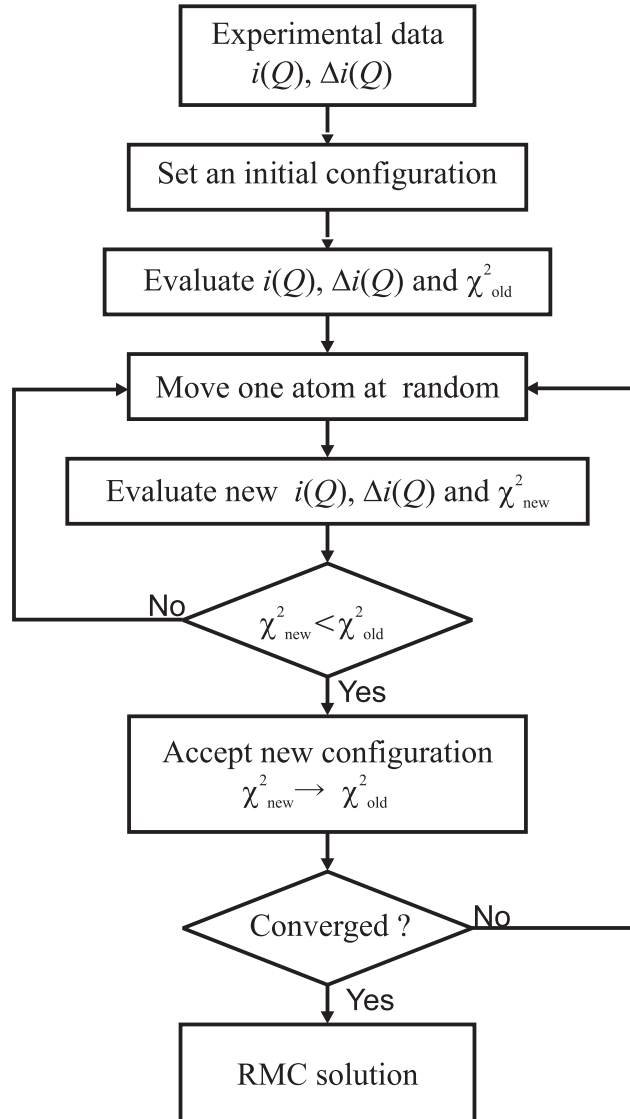 Experimental data
i(Q), Δi(Q)
Set an initial configuration
Evaluate i(Q), Δi(Q) and χ²old
Move one atom at random
Evaluate new i(Q), Δi(Q) and χ²new
No
χ²new < χ²old
Yes
Accept new configuration
χ²new → χ²old
Converged ?
No
Yes
RMC solution